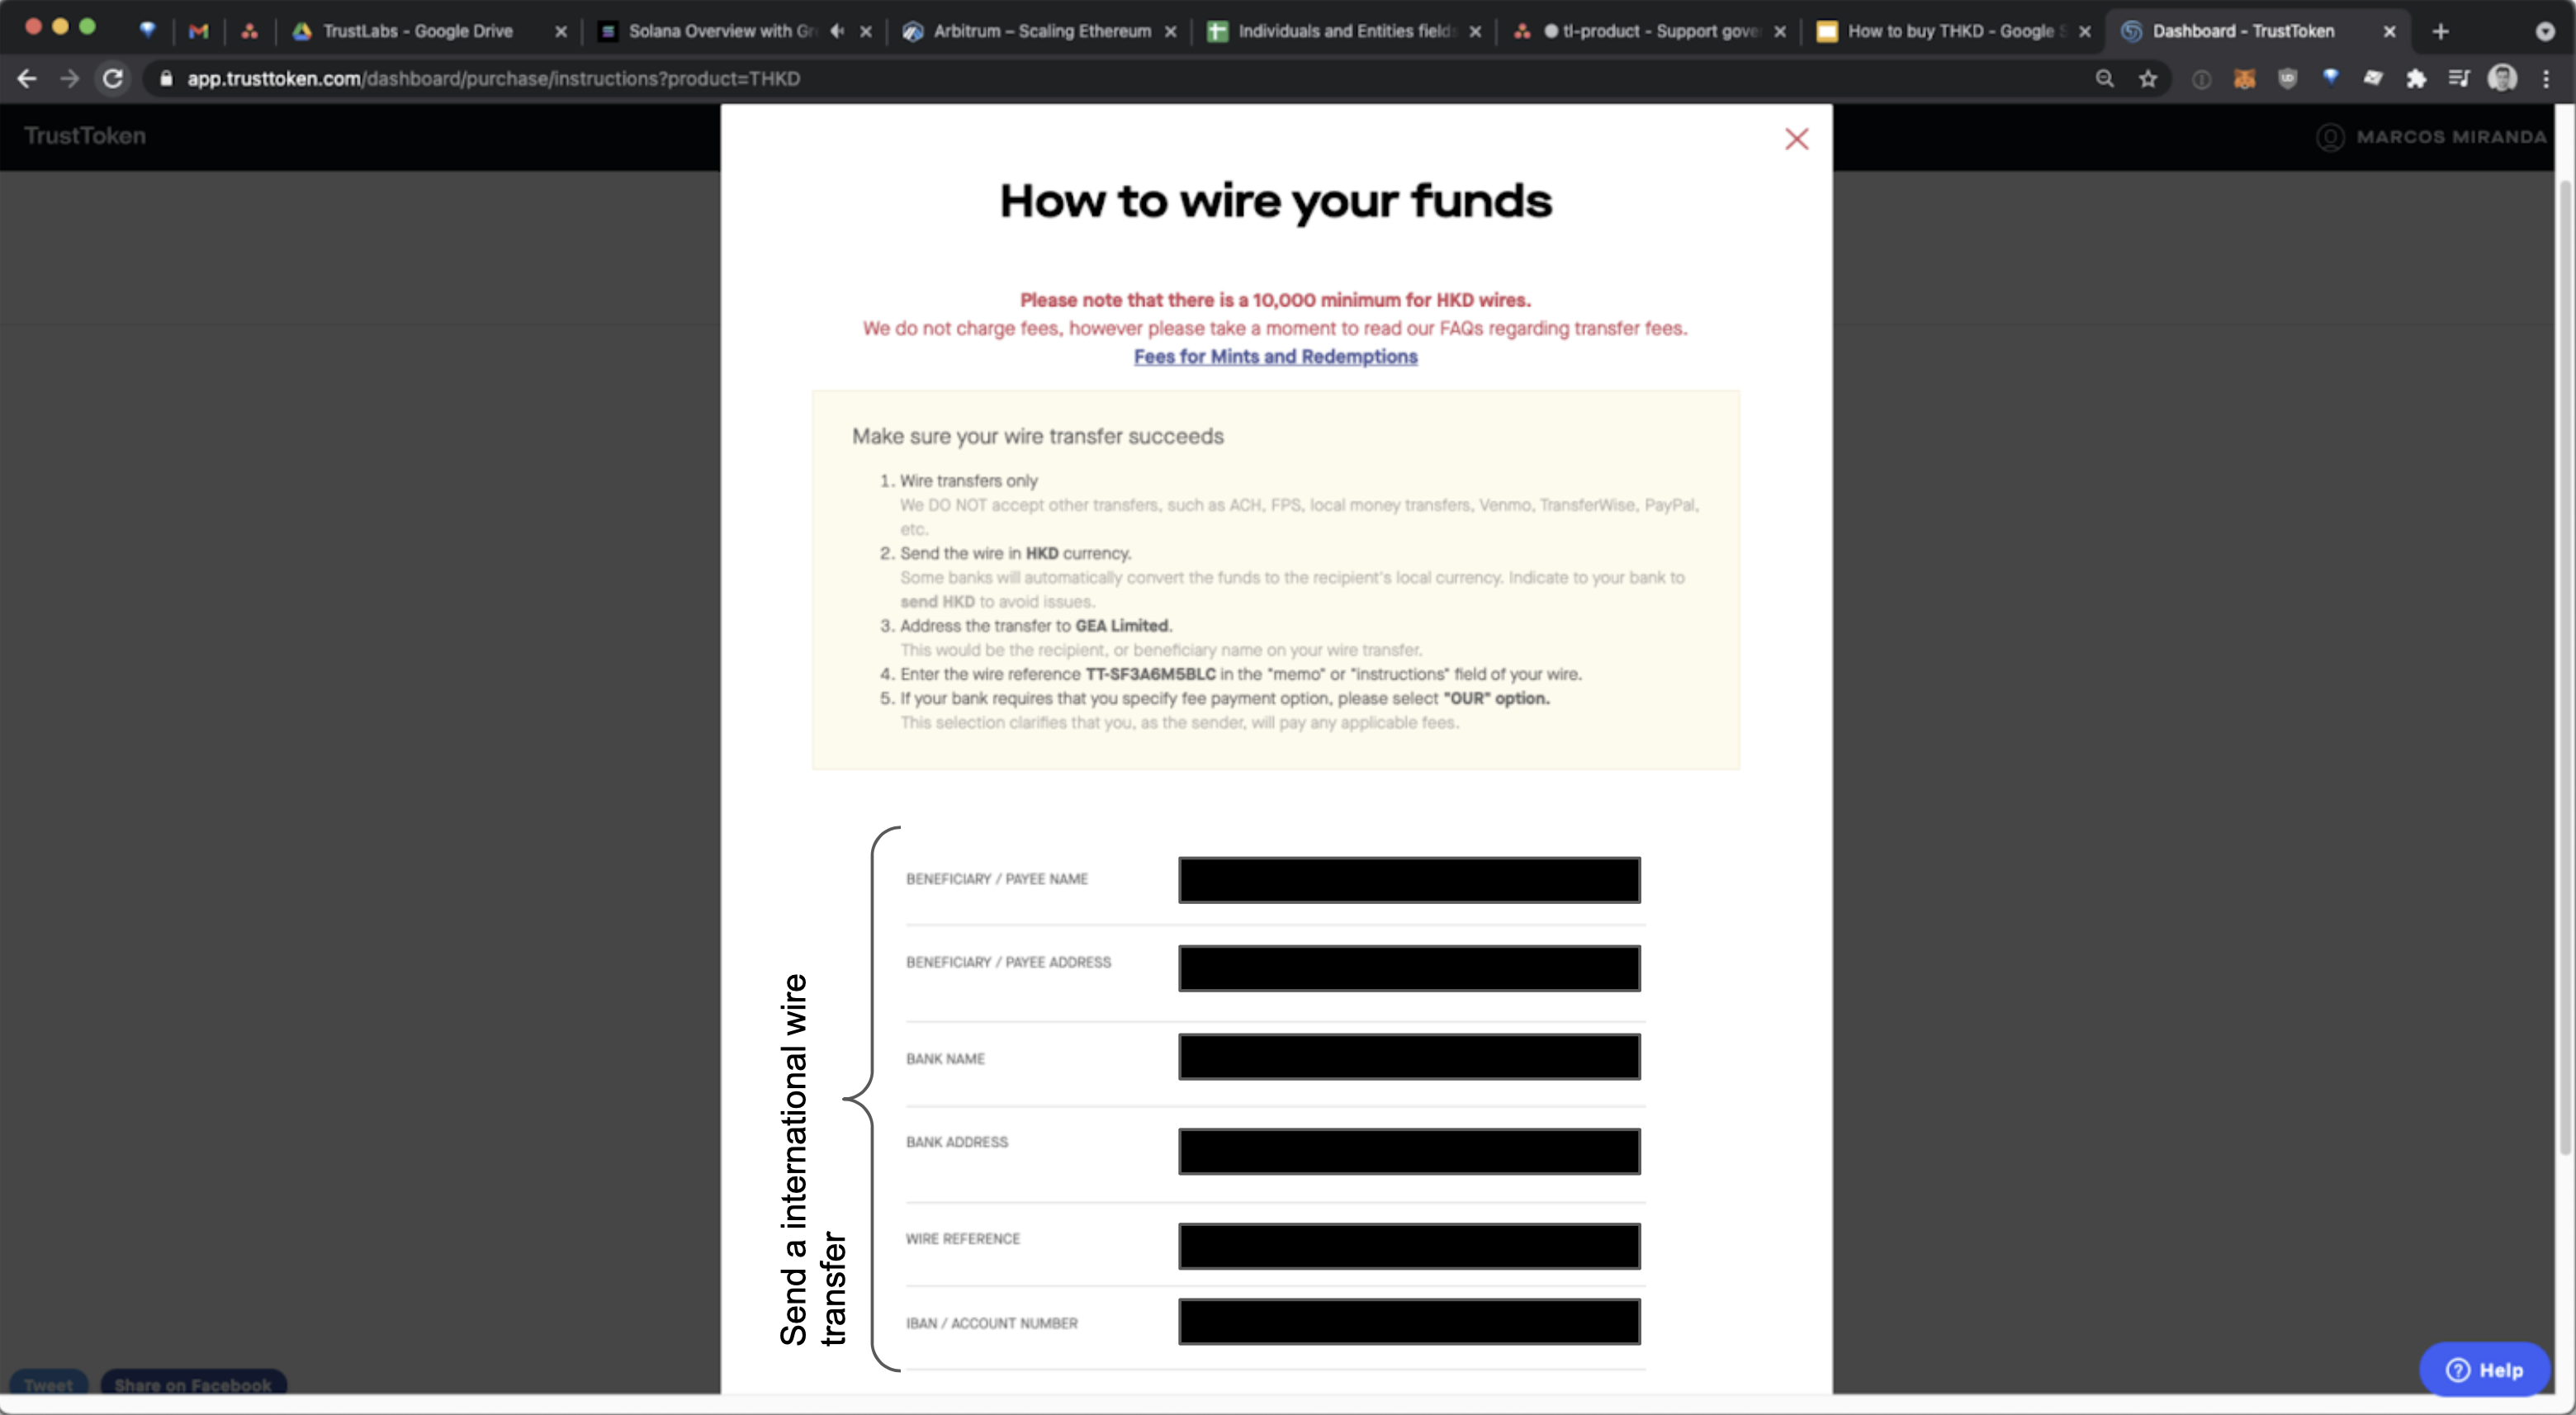 TrustLabs - Google Drive
Solana Overview with Gr
Arbitrum – Scaling Ethereum
Individuals and Entities fields
tl-product - Support gove
How to buy THKD - Google S
Dashboard - TrustToken
app.trusttoken.com/dashboard/purchase/instructions?product=THKD
TrustToken
MARCOS MIRANDA
How to wire your funds
Please note that there is a 10,000 minimum for HKD wires.
We do not charge fees, however please take a moment to read our FAQs regarding transfer fees.
Fees for Mints and Redemptions
Make sure your wire transfer succeeds
1. Wire transfers only
We DO NOT accept other transfers, such as ACH, FPS, local money transfers, Venmo, TransferWise, PayPal,
etc.
2. Send the wire in HKD currency.
Some banks will automatically convert the funds to the recipient's local currency. Indicate to your bank to
send HKD to avoid issues.
3. Address the transfer to GEA Limited.
This would be the recipient, or beneficiary name on your wire transfer.
4. Enter the wire reference TT-SF3A6M5BLC in the "memo" or "instructions" field of your wire.
5. If your bank requires that you specify fee payment option, please select "OUR" option.
This selection clarifies that you, as the sender, will pay any applicable fees.
Send a international wire
transfer
BENEFICIARY / PAYEE NAME
BENEFICIARY / PAYEE ADDRESS
BANK NAME
BANK ADDRESS
WIRE REFERENCE
IBAN / ACCOUNT NUMBER
Tweet
Share on Facebook
Help